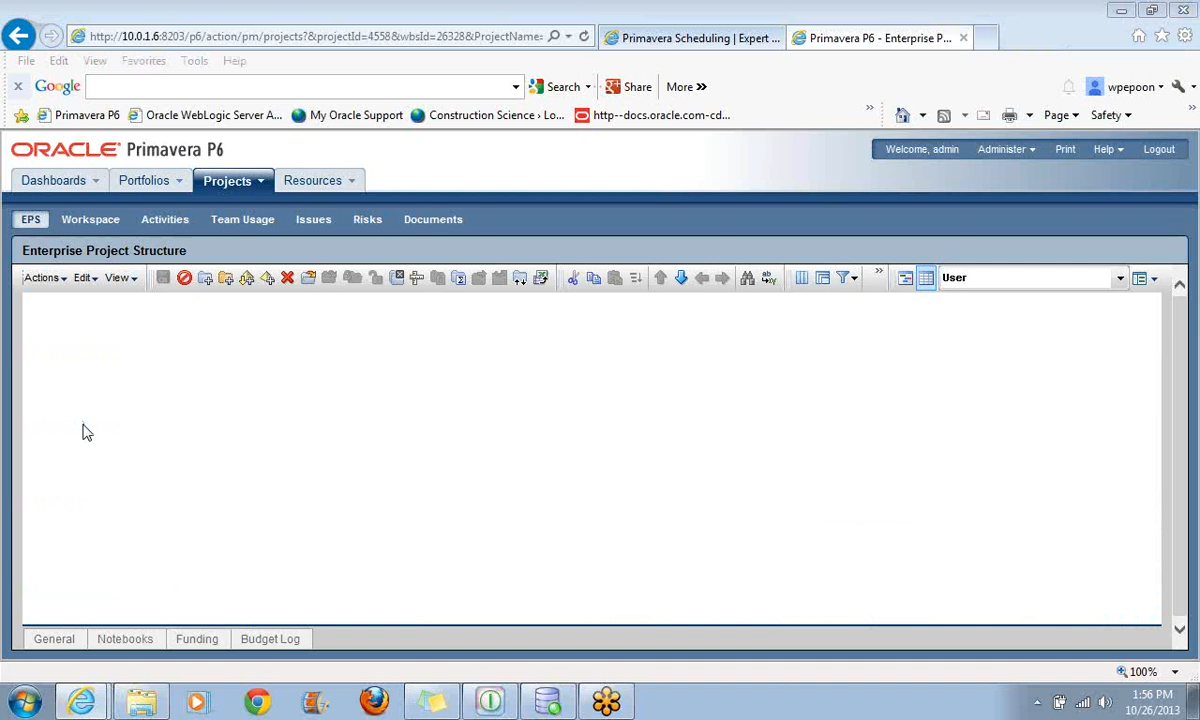 http://10.0.1.6:8203/p6/action/pm/projects?&projectId=4558&wbsId=26328&ProjectName=
Primavera Scheduling | Expert ...
Primavera P6 - Enterprise P...
File Edit View Favorites Tools Help
x Google Search Share More » wpepoon
Primavera P6 Oracle WebLogic Server A... My Oracle Support Construction Science › Lo... http--docs.oracle.com-cd... » Page Safety »
ORACLE Primavera P6 Welcome, admin Administer Print Help Logout
Dashboards Portfolios Projects Resources
EPS Workspace Activities Team Usage Issues Risks Documents
Enterprise Project Structure
Actions Edit View » User
General Notebooks Funding Budget Log
100%
1:56 PM
10/26/2013